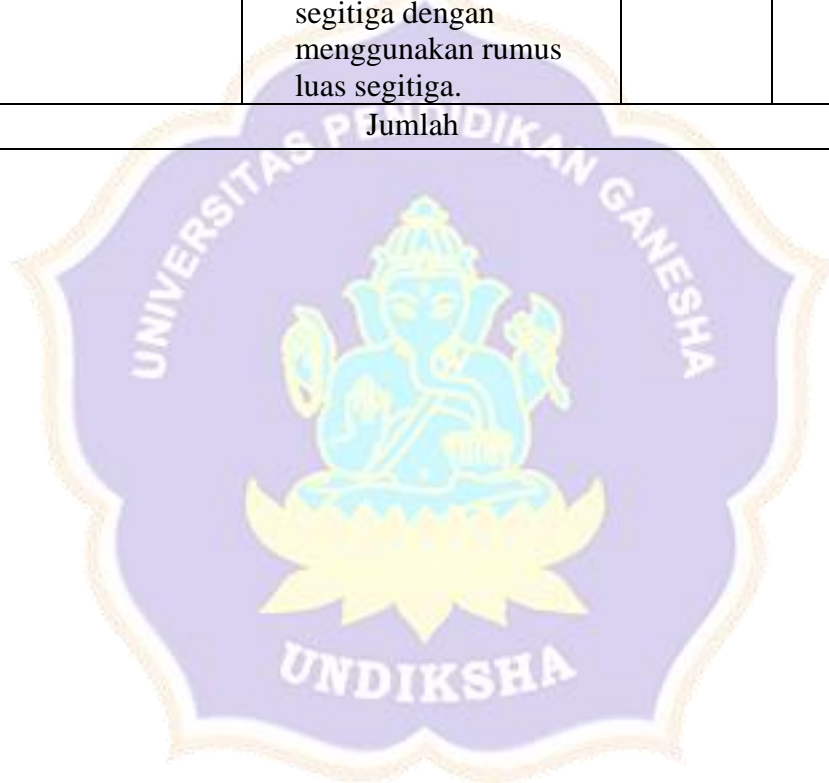 segitiga dengan
menggunakan rumus
luas segitiga.
Jumlah
UNIVERSITAS PENDIDIKAN GANESHA
UNDIKSHA